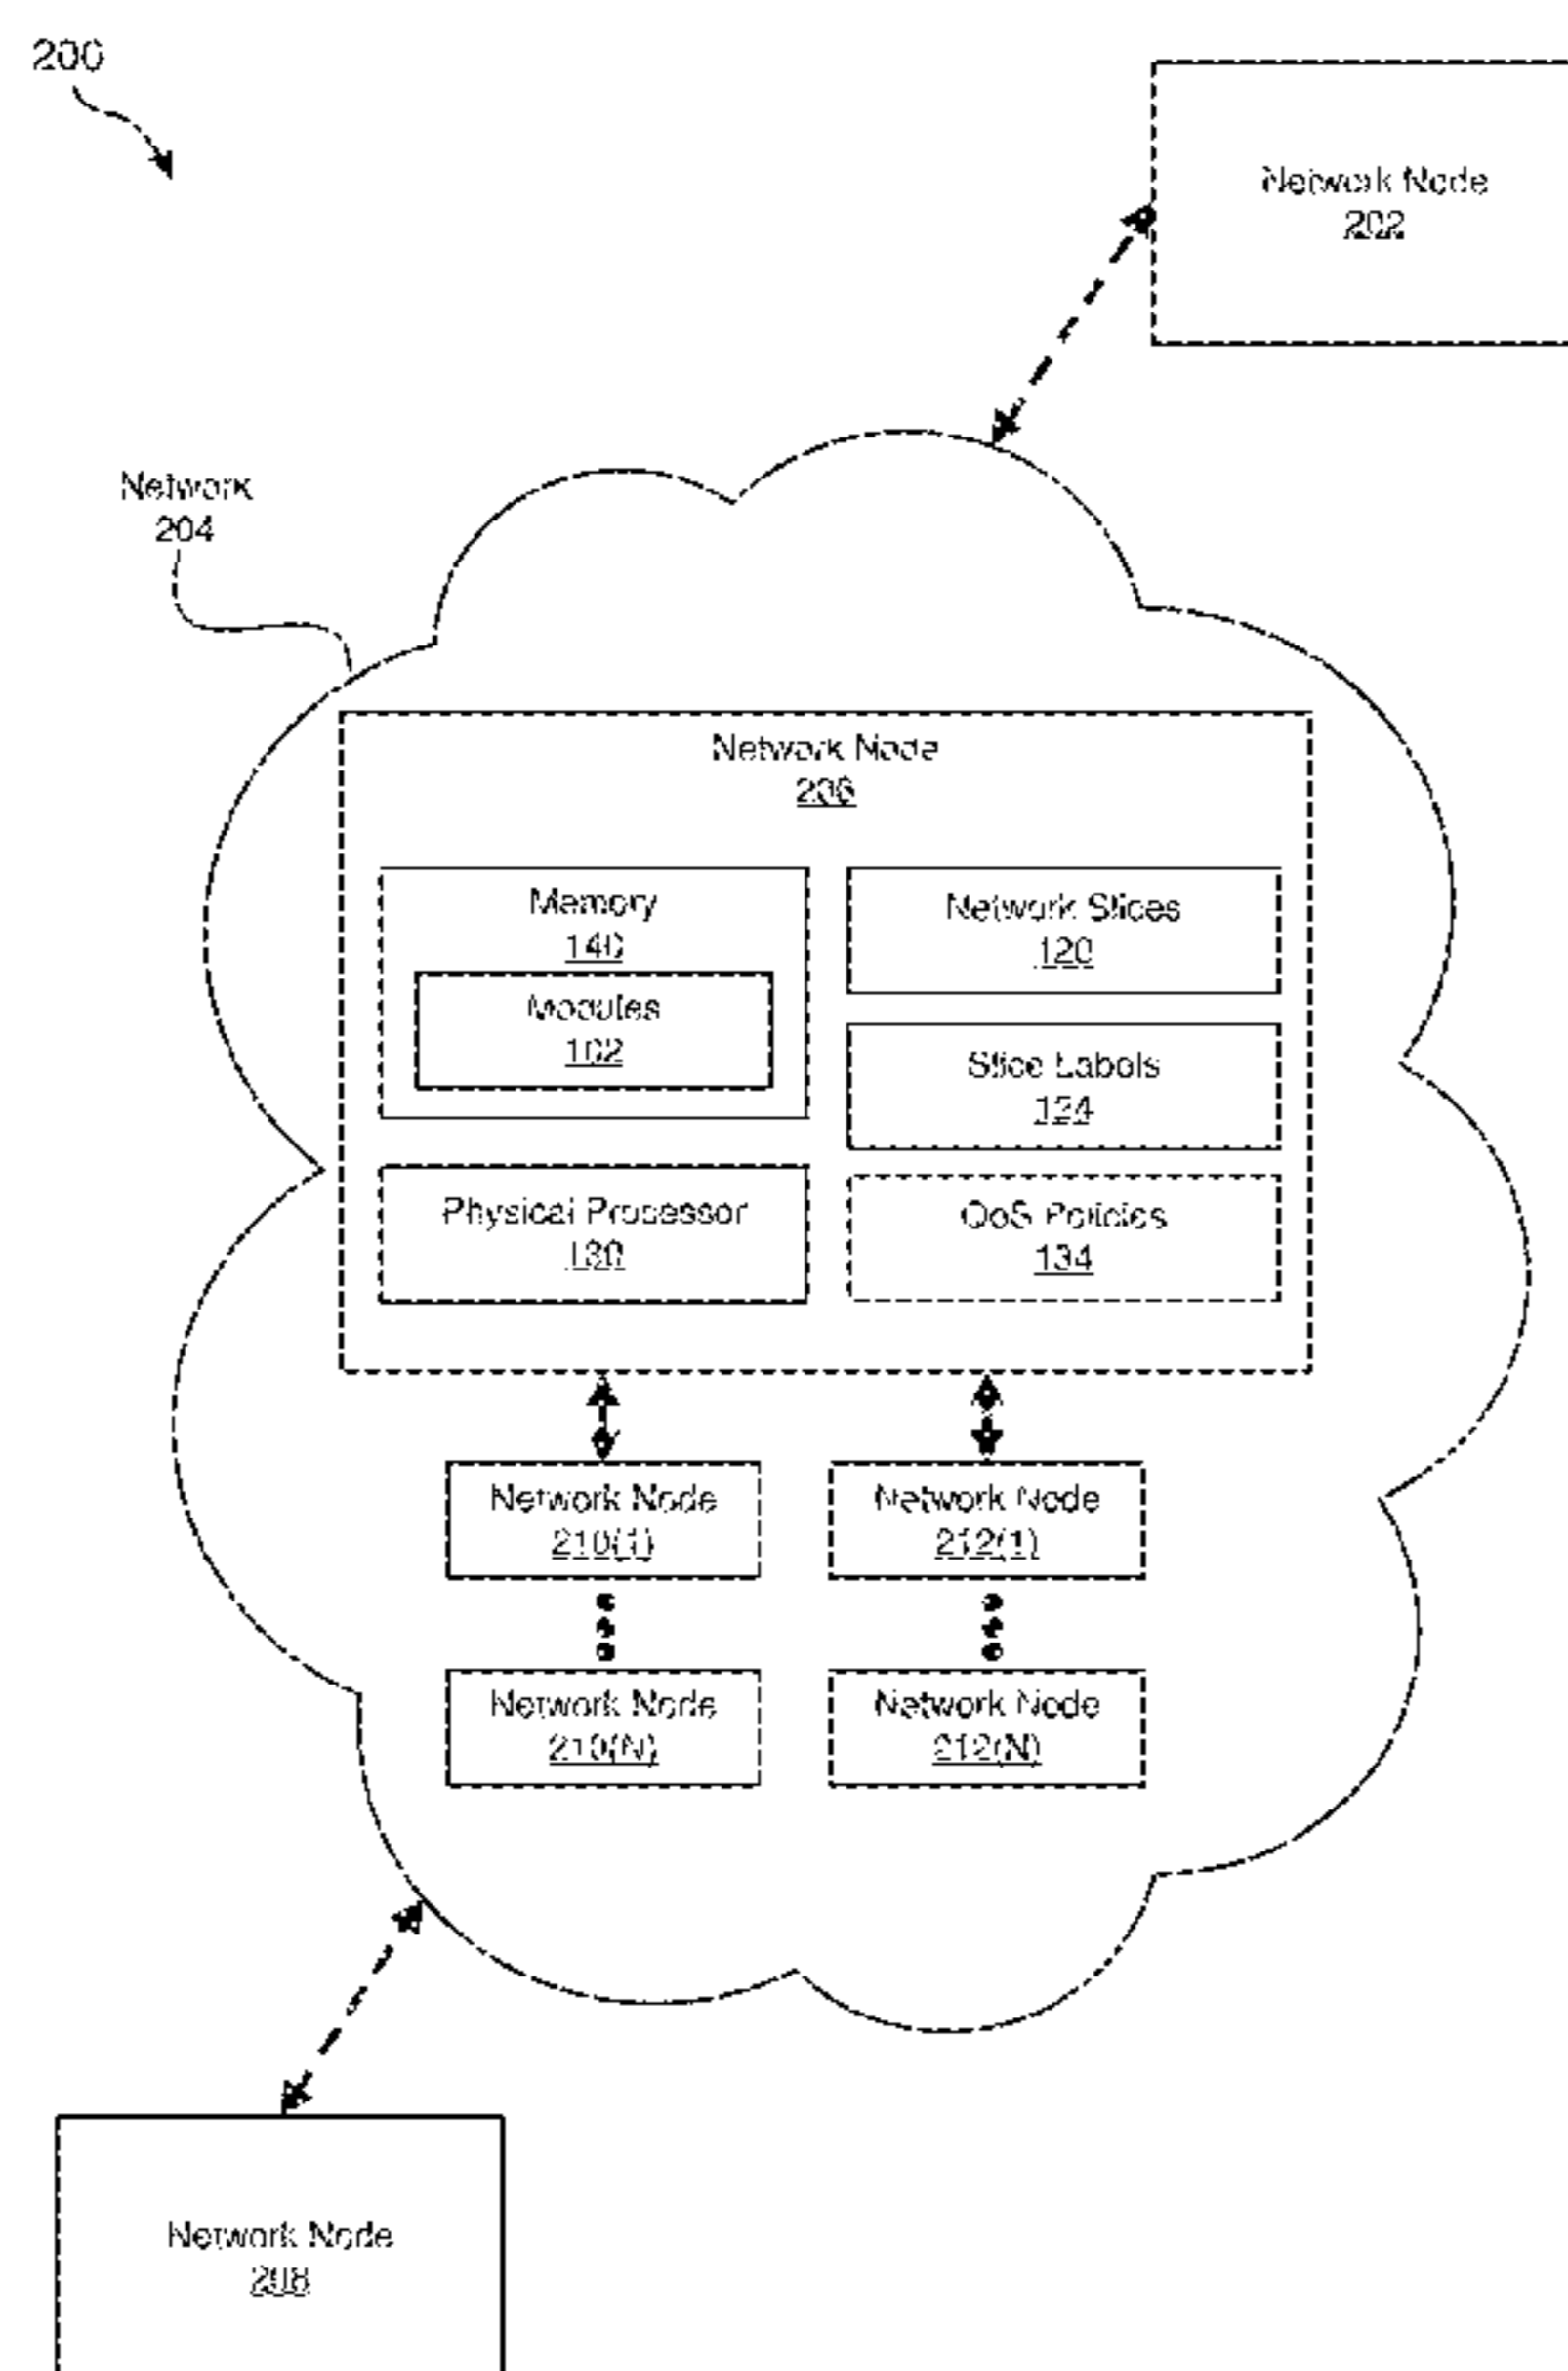 200
Network Node
202
Network
204
Network Node
206
Memory
140
Modules
102
Physical Processor
130
Network Slices
120
Slice Labels
124
QoS Policies
134
Network Node
210(1)
Network Node
212(1)
Network Node
210(N)
Network Node
212(N)
Network Node
208